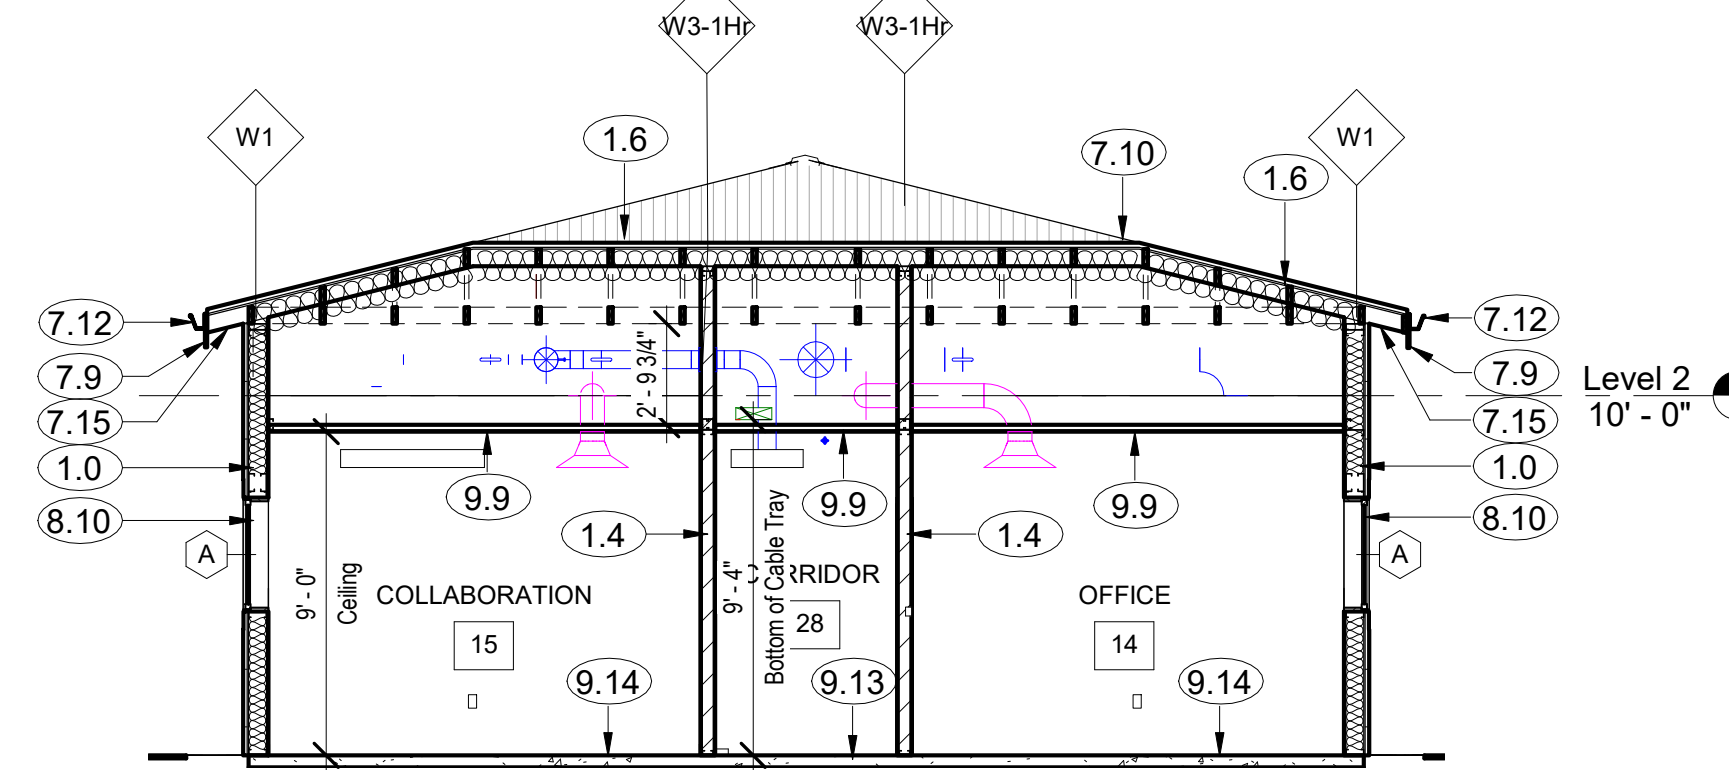 W3-1Hr
W3-1Hr
W1
1.6
7.10
1.6
W1
7.12
7.12
7.9
7.9
2' - 9 3/4"
Level 2
10' - 0"
7.15
7.15
1.0
1.0
9.9
9.9
9.9
8.10
8.10
1.4
1.4
A
A
9' - 0"
Ceiling
COLLABORATION
15
9' - 4"
Bottom of Cable Tray
RRIDOR
28
OFFICE
14
9.14
9.13
9.14